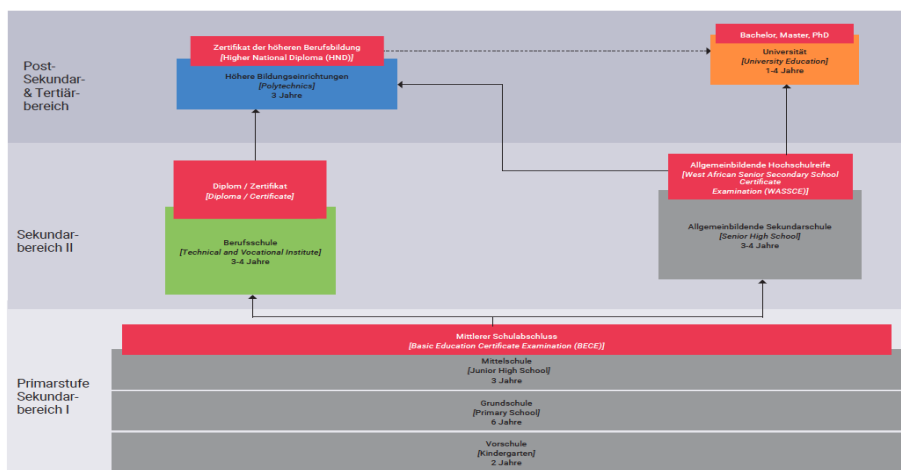 Post-
Sekundar-
& Tertiär-
bereich
Zertifikat der höheren Berufsbildung
[Higher National Diploma (HND)]
Höhere Bildungseinrichtungen
[Polytechnics]
3 Jahre
Bachelor, Master, PhD
Universität
[University Education]
1-4 Jahre
Sekundar-
bereich II
Diplom / Zertifikat
[Diploma / Certificate]
Berufsschule
[Technical and Vocational Institute]
3-4 Jahre
Allgemeinbildende Hochschulreife
[West African Senior Secondary School
Certificate
Examination (WASSCE)]
Allgemeinbildende Sekundarschule
[Senior High School]
3-4 Jahre
Primarstufe
Sekundar-
bereich I
Mittlerer Schulabschluss
[Basic Education Certificate Examination (BECE)]
Mittelschule
[Junior High School]
3 Jahre
Grundschule
[Primary School]
6 Jahre
Vorschule
[Kindergarten]
2 Jahre